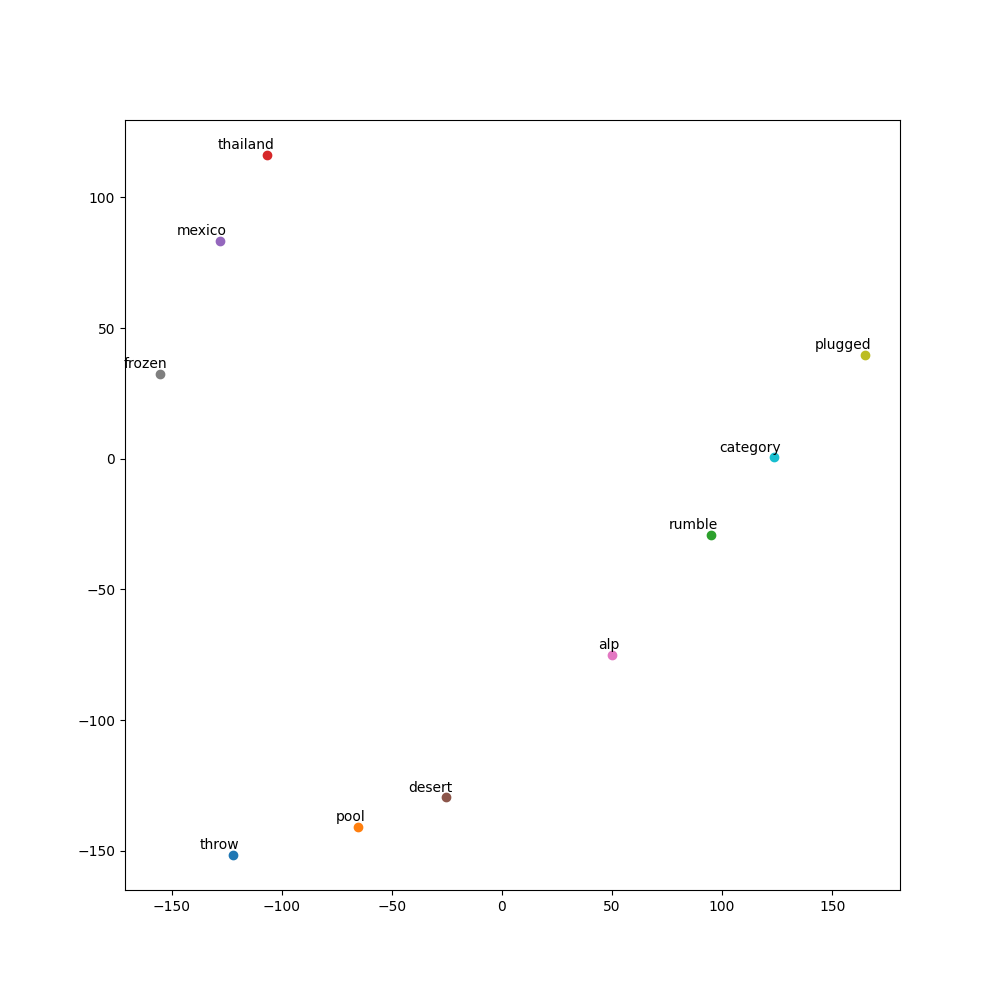 thailand
mexico
frozen
plugged
category
rumble
alp
desert
pool
throw
100
50
0
−50
−100
−150
−150
−100
−50
0
50
100
150